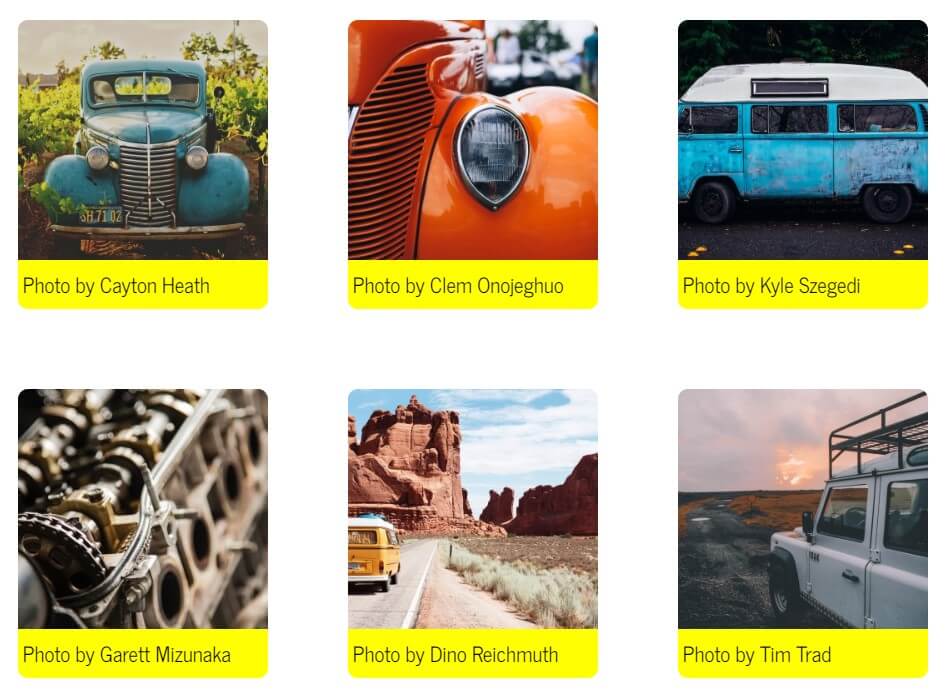 SH 71 02
Photo by Cayton Heath
Photo by Clem Onojeghuo
Photo by Kyle Szegedi
Photo by Garett Mizunaka
Photo by Dino Reichmuth
Photo by Tim Trad